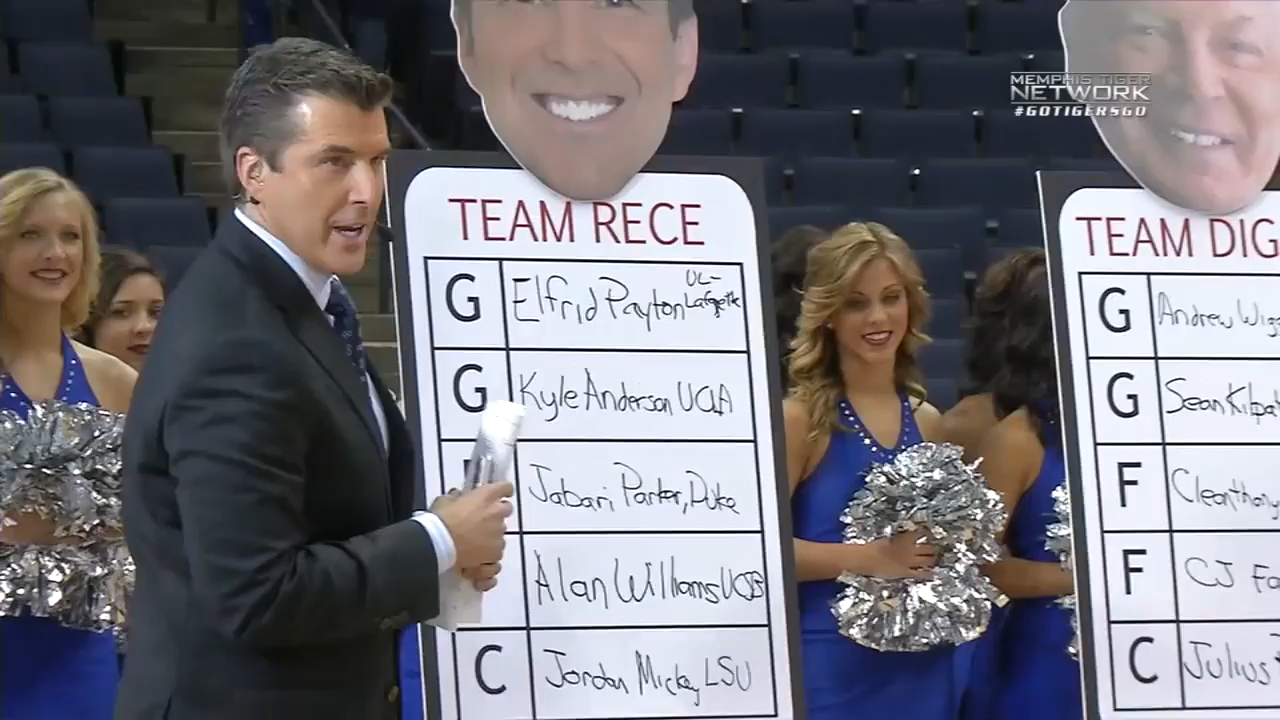 MEMPHIS TIGER
NETWORK
#GOTIGERSGO
TEAM RECE
G Elfrid Payton UL-Lafayette
G Kyle Anderson UCLA
Jabari Parker, Duke
Alan Williams UCSB
C Jordan Mickey LSU
TEAM DIG
G Andrew Wigg
G Sean Kilpat
F Cleanthony
F CJ Fa
C Julius